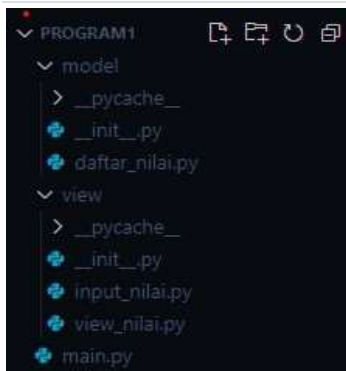 PROGRAM1
model
__pycache__
__init__.py
daftar_nilai.py
view
__pycache__
__init__.py
input_nilai.py
view_nilai.py
main.py